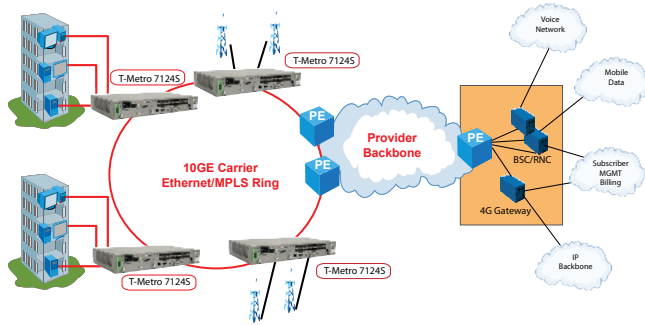 Voice
Network
T-Metro 7124S
T-Metro 7124S
Mobile
Data
PE
PE
Provider
Backbone
PE
BSC/RNC
10GE Carrier
Ethernet/MPLS Ring
Subscriber
MGMT
Billing
4G Gateway
T-Metro 7124S
T-Metro 7124S
IP
Backbone